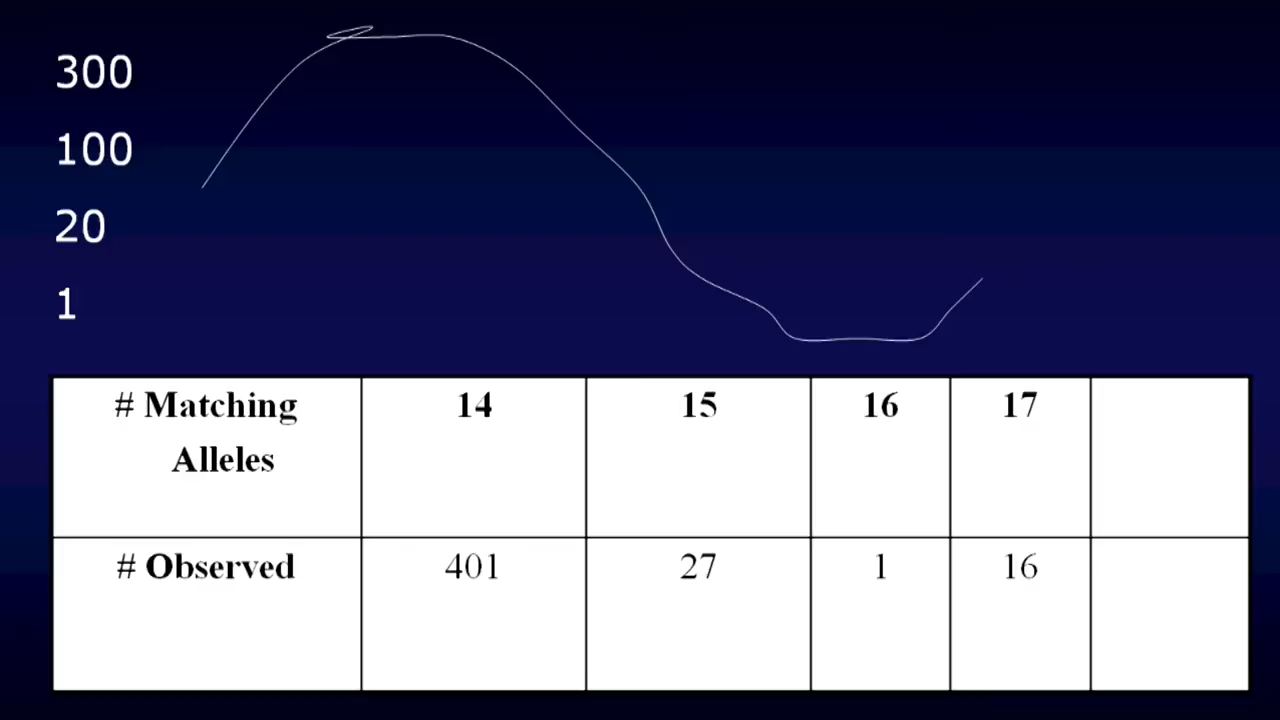 300
100
20
1
# Matching Alleles 14 15 16 17
# Observed 401 27 1 16